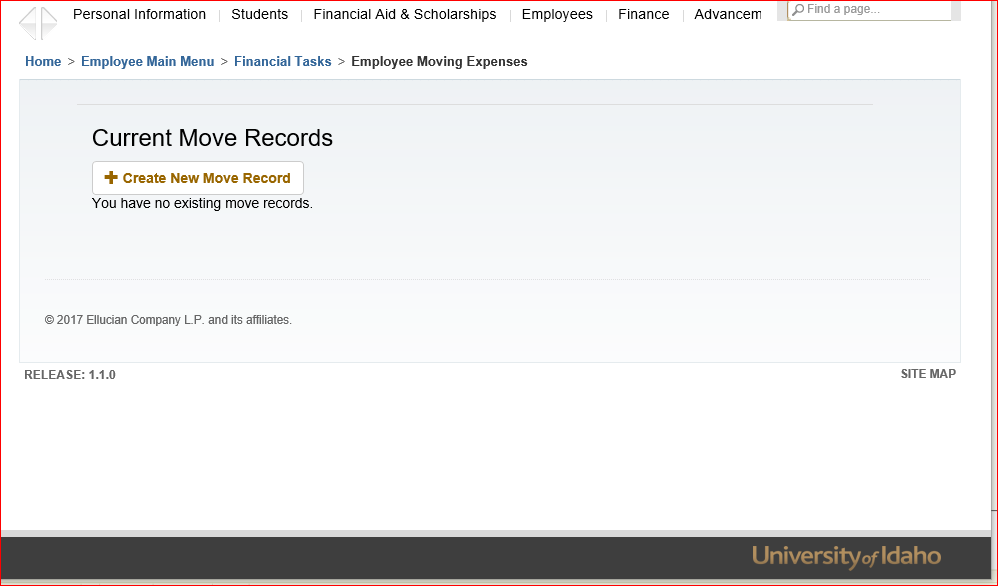 Personal Information Students Financial Aid & Scholarships Employees Finance Advancem Find a page...
Home > Employee Main Menu > Financial Tasks > Employee Moving Expenses
Current Move Records
Create New Move Record
You have no existing move records.
© 2017 Ellucian Company L.P. and its affiliates.
RELEASE: 1.1.0 SITE MAP
University of Idaho